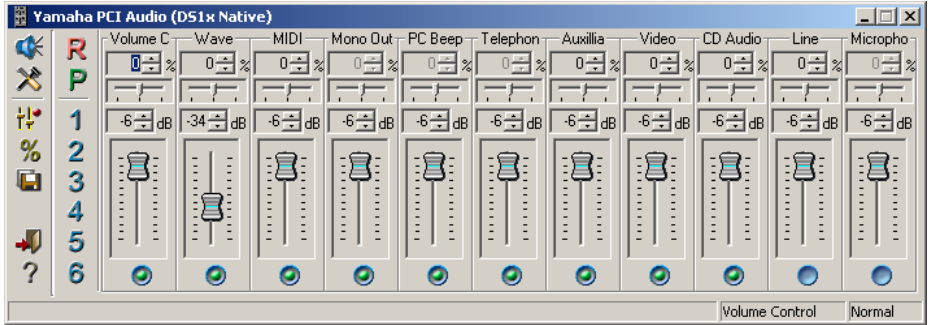 Yamaha PCI Audio (DS1x Native)
R
P
1
2
3
4
5
6
%
?
Volume C Wave MIDI Mono Out PC Beep Telephon Auxillia Video CD Audio Line Micropho
0 % 0 % 0 % 0 % 0 % 0 % 0 % 0 % 0 % 0 % 0 %
-6 dB -34 dB -6 dB -6 dB -6 dB -6 dB -6 dB -6 dB -6 dB -6 dB -6 dB
Volume Control Normal